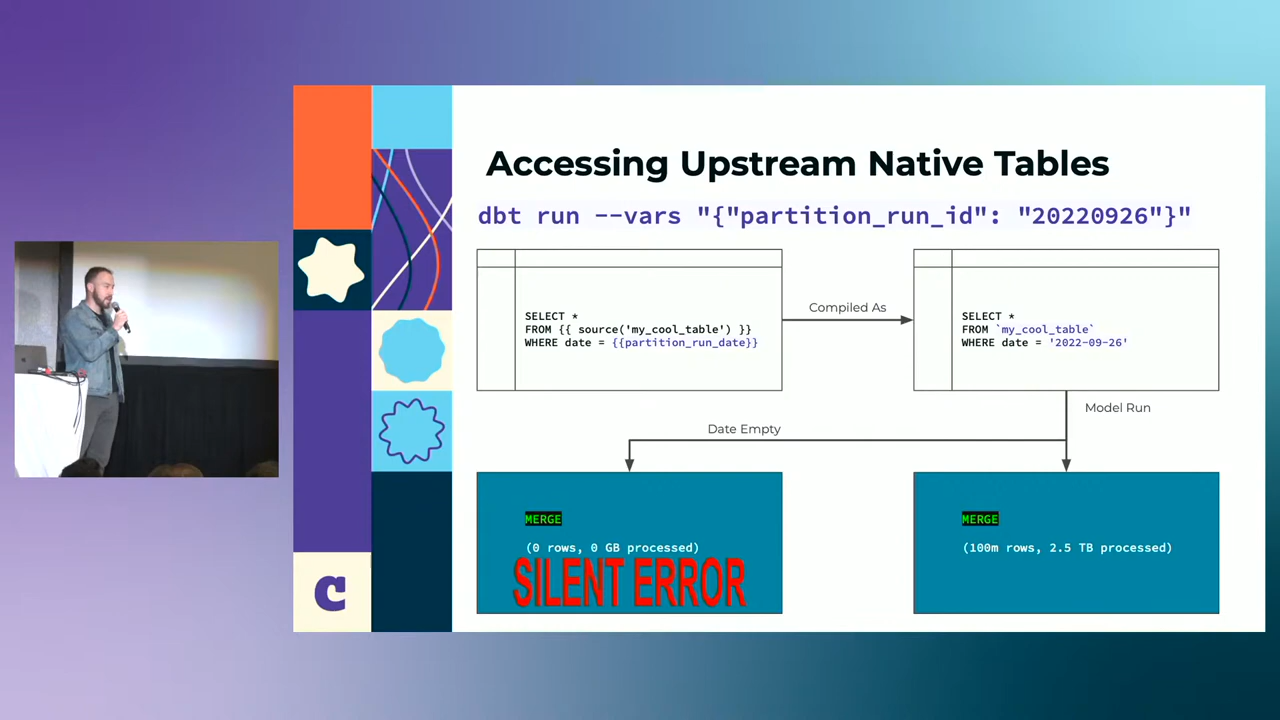 Accessing Upstream Native Tables
dbt run --vars "{"partition_run_id": "20220926"}"
SELECT *
FROM {{ source('my_cool_table') }}
WHERE date = {{partition_run_date}}
Compiled As
SELECT *
FROM `my_cool_table`
WHERE date = '2022-09-26'
Model Run
Date Empty
MERGE
(0 rows, 0 GB processed)
SILENT ERROR
MERGE
(100m rows, 2.5 TB processed)
c